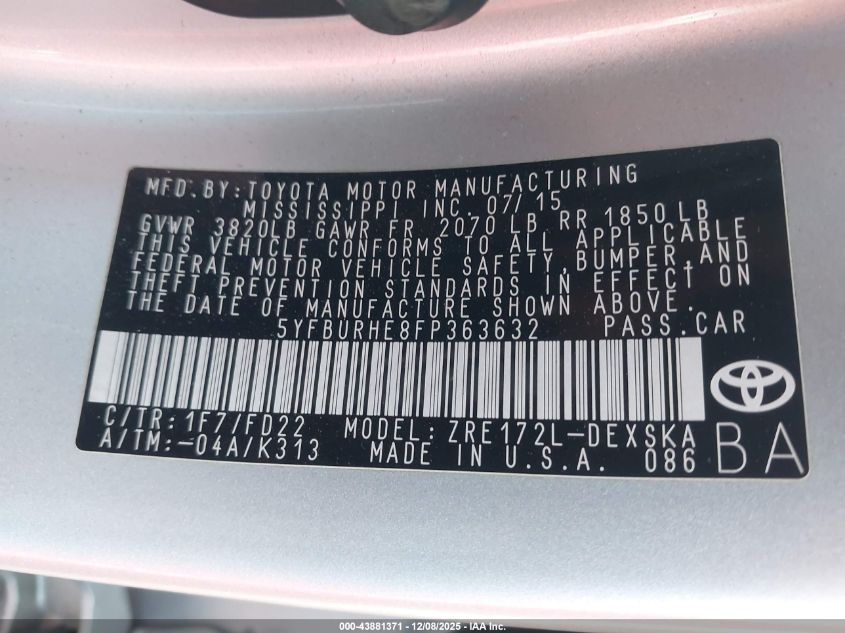 MFD.BY:TOYOTA MOTOR MANUFACTURING
MISSISSIPPI INC. 07/15
GVWR 3820LB GAWR FR 2070 LB RR 1850LB
THIS VEHICLE CONFORMS TO ALL APPLICABLE
FEDERAL MOTOR VEHICLE SAFETY,BUMPER,AND
THEFT PREVENTION STANDARDS IN EFFECT ON
THE DATE OF MANUFACTURE SHOWN ABOVE.
5YFBURHE8FP363632 PASS.CAR
C/TR:1F7/FD22 MODEL:ZRE172L-DEXSKA
A/TM:-04A/K313 MADE IN U.S.A. 086 BA
000-43881371 - 12/08/2025 - IAA Inc.